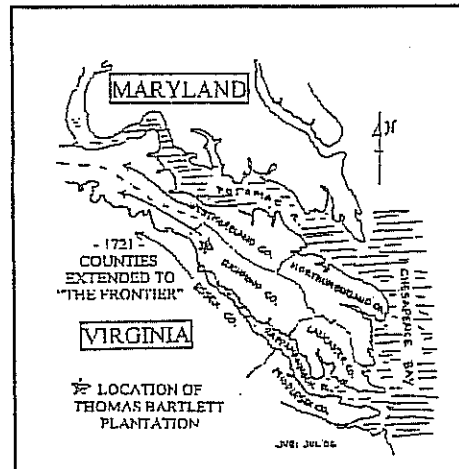 MARYLAND
N
POTOMAC R.
WESTMORELAND CO.
- 1721 -
COUNTIES
EXTENDED TO
"THE FRONTIER"
RICHMOND CO.
NORTHUMBERLAND CO.
ESSEX CO.
CHESAPEAKE BAY
VIRGINIA
LANCASTER CO.
RAPPAHANNOCK R.
MIDDLESEX CO.
LOCATION OF
THOMAS BARTLETT
PLANTATION